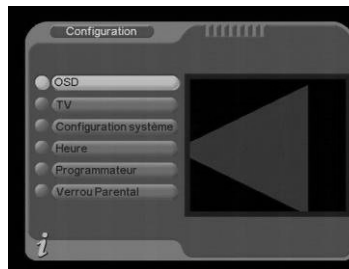 Configuration
OSD
TV
Configuration système
Heure
Programmateur
Verrou Parental
i